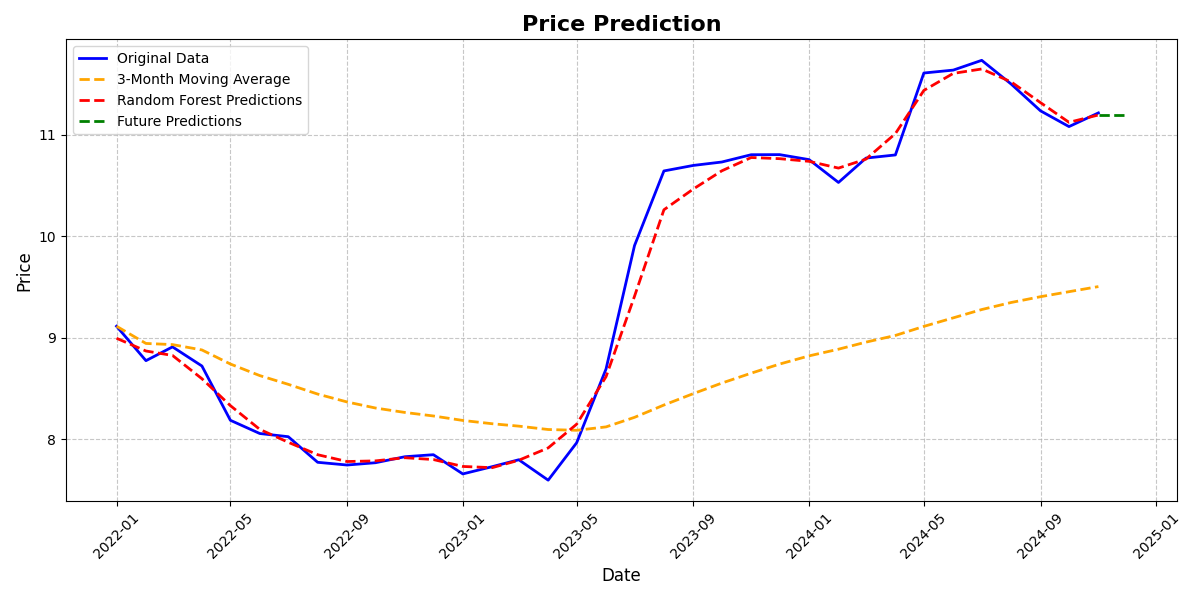 Price Prediction
Original Data
3-Month Moving Average
Random Forest Predictions
Future Predictions
Price
11
10
9
8
2022-01
2022-05
2022-09
2023-01
2023-05
2023-09
2024-01
2024-05
2024-09
2025-01
Date